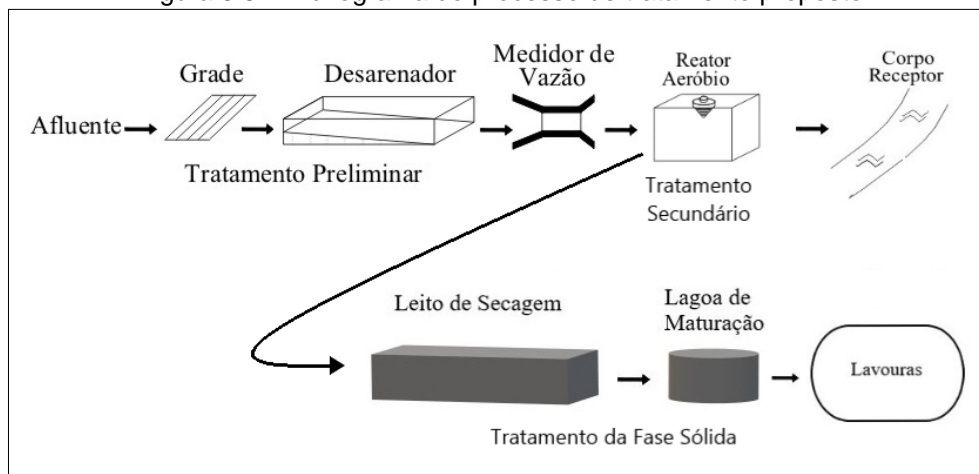 Grade
Desarenador
Medidor de
Vazão
Reator
Aeróbio
Corpo
Receptor
Afluente
Tratamento Preliminar
Tratamento
Secundário
Leito de Secagem
Lagoa de
Maturação
Lavouras
Tratamento da Fase Sólida